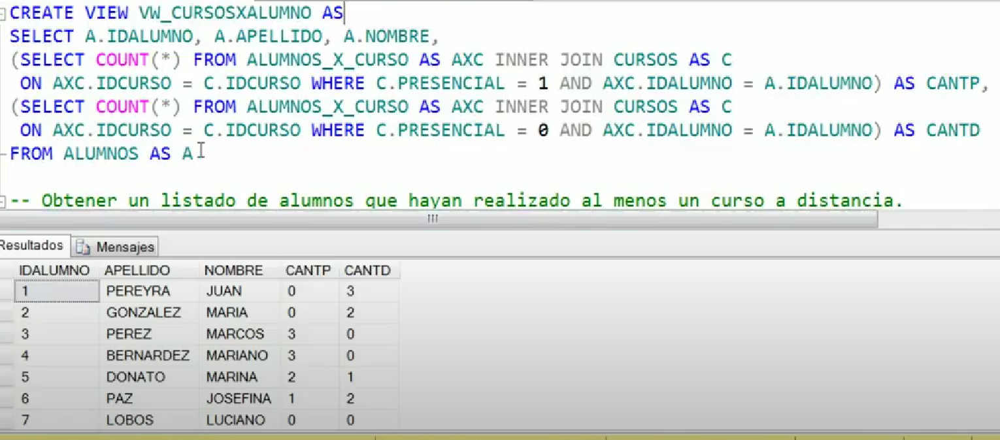 CREATE VIEW VW_CURSOSXALUMNO AS
SELECT A.IDALUMNO, A.APELLIDO, A.NOMBRE,
(SELECT COUNT(*) FROM ALUMNOS_X_CURSO AS AXC INNER JOIN CURSOS AS C
ON AXC.IDCURSO = C.IDCURSO WHERE C.PRESENCIAL = 1 AND AXC.IDALUMNO = A.IDALUMNO) AS CANTP,
(SELECT COUNT(*) FROM ALUMNOS_X_CURSO AS AXC INNER JOIN CURSOS AS C
ON AXC.IDCURSO = C.IDCURSO WHERE C.PRESENCIAL = 0 AND AXC.IDALUMNO = A.IDALUMNO) AS CANTD
FROM ALUMNOS AS A
-- Obtener un listado de alumnos que hayan realizado al menos un curso a distancia.
Resultados Mensajes
IDALUMNO APELLIDO NOMBRE CANTP CANTD
1 PEREYRA JUAN 0 3
2 GONZALEZ MARIA 0 2
3 PEREZ MARCOS 3 0
4 BERNARDEZ MARIANO 3 0
5 DONATO MARINA 2 1
6 PAZ JOSEFINA 1 2
7 LOBOS LUCIANO 0 0